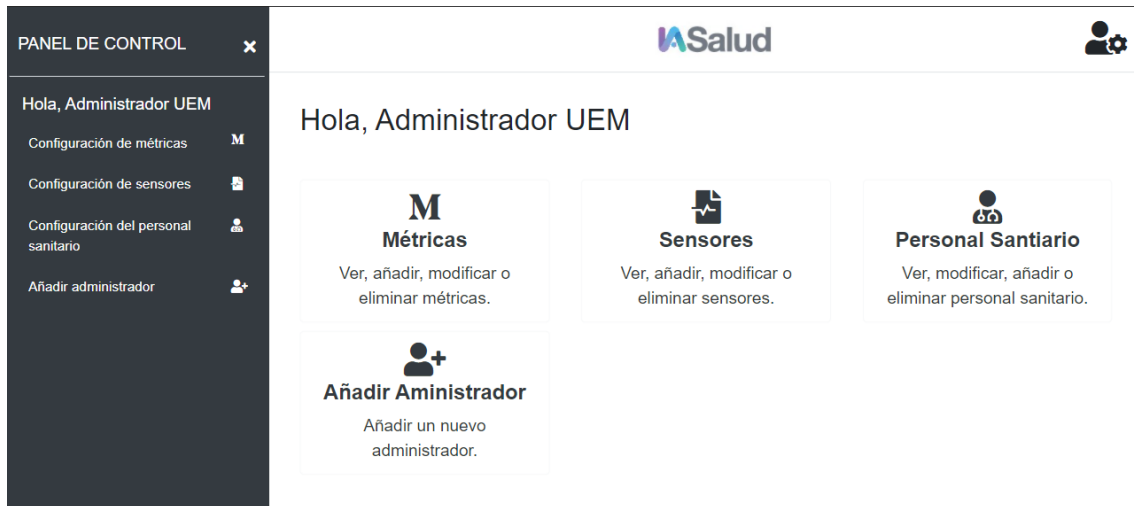 PANEL DE CONTROL
Hola, Administrador UEM
Configuración de métricas M
Configuración de sensores
Configuración del personal
sanitario
Añadir administrador
IASalud
Hola, Administrador UEM
M
Métricas
Ver, añadir, modificar o
eliminar métricas.
Sensores
Ver, añadir, modificar o
eliminar sensores.
Personal Santiario
Ver, modificar, añadir o
eliminar personal sanitario.
Añadir Aministrador
Añadir un nuevo
administrador.